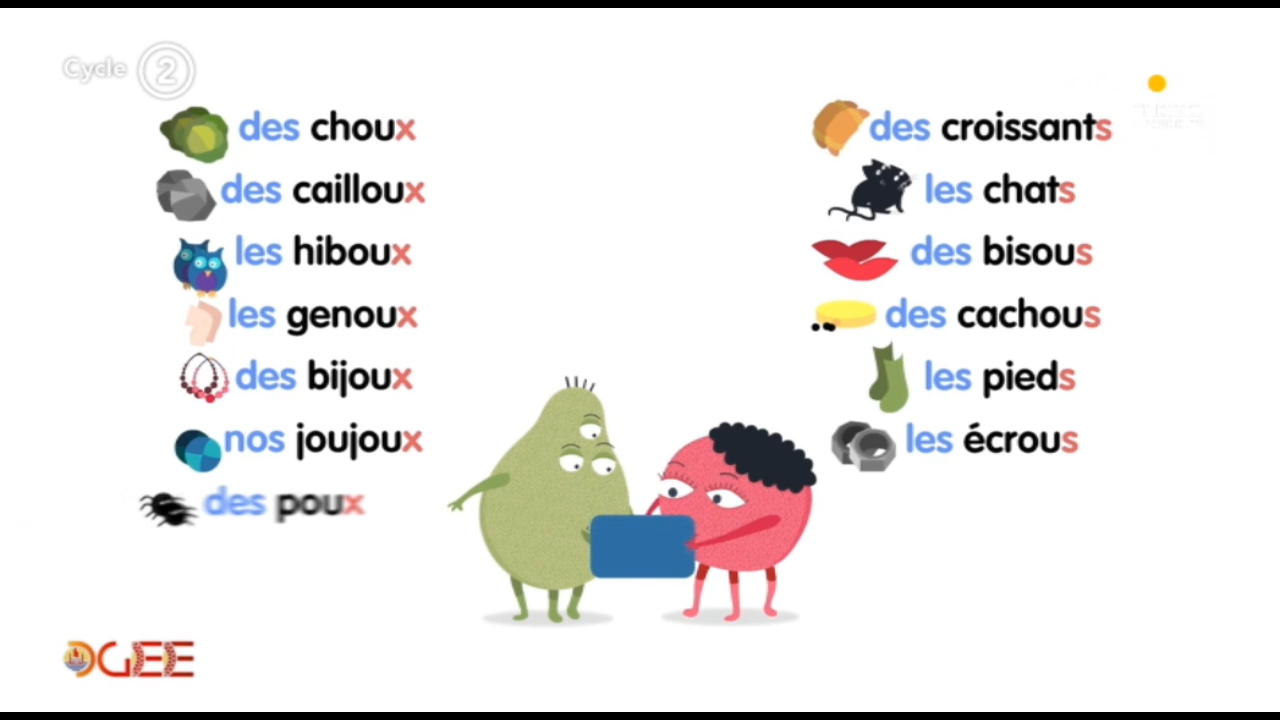 Cycle 2
des choux
des cailloux
les hiboux
les genoux
des bijoux
nos joujoux
des poux
des croissants
les chats
des bisous
des cachous
les pieds
les écrous
DGEE